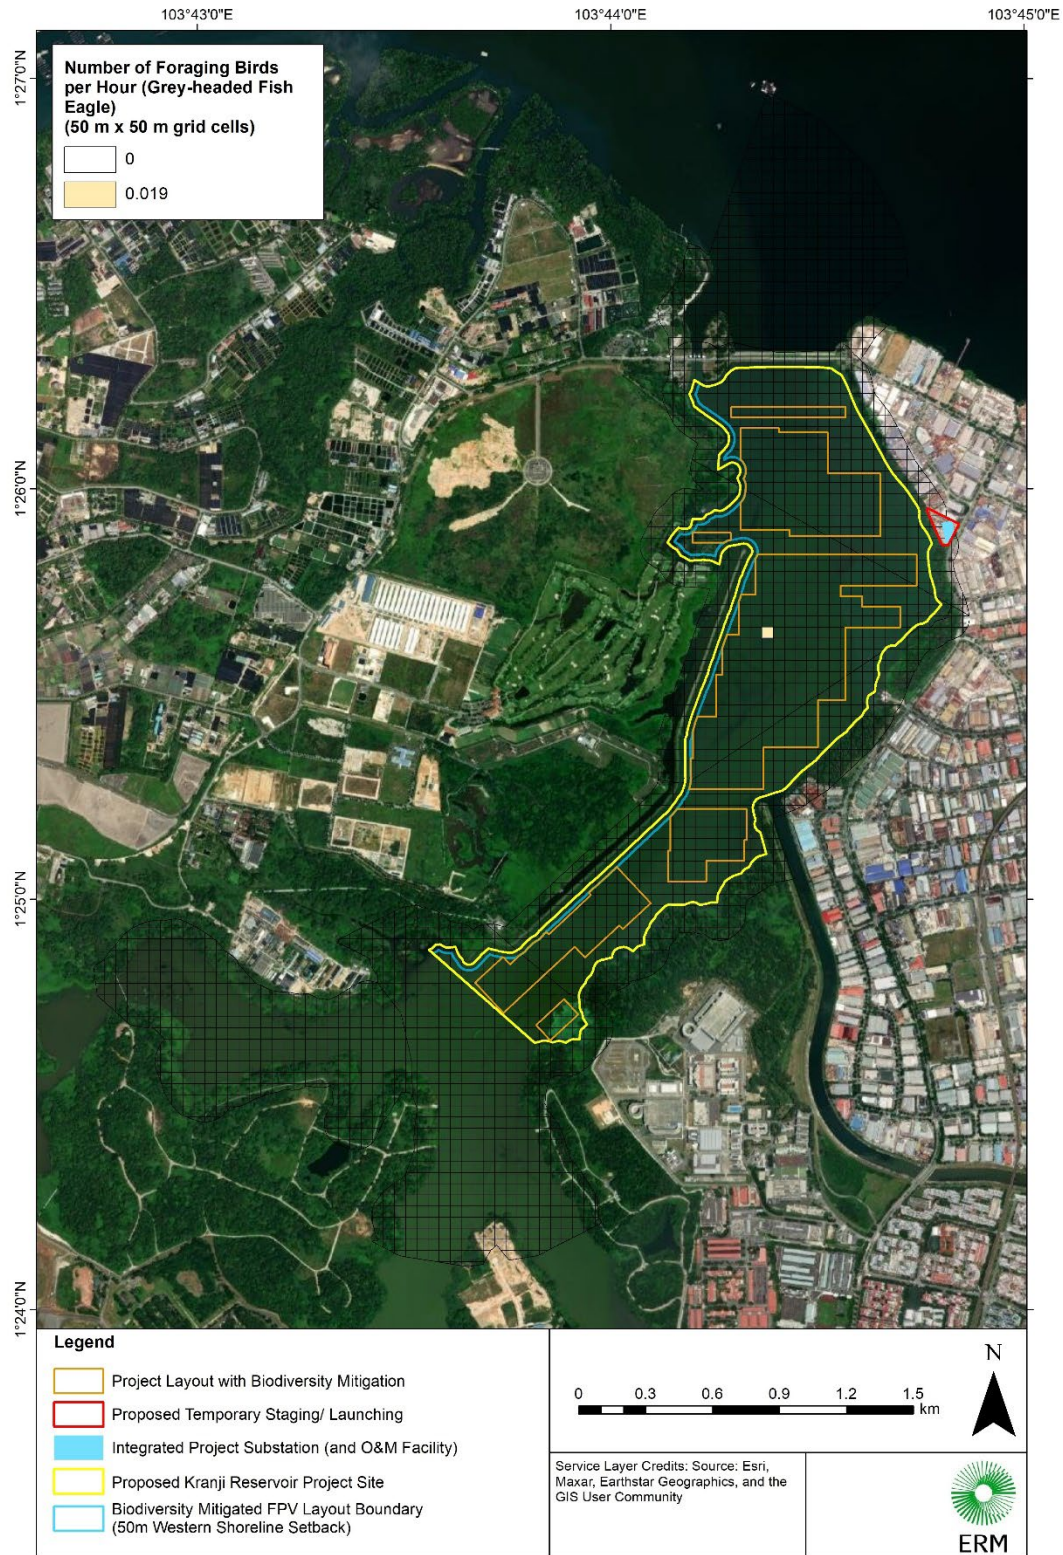 103°43'0"E
103°44'0"E
103°45'0"E
1°27'0"N
1°26'0"N
1°25'0"N
1°24'0"N
Number of Foraging Birds
per Hour (Grey-headed Fish
Eagle)
(50 m x 50 m grid cells)
0
0.019
Legend
Project Layout with Biodiversity Mitigation
Proposed Temporary Staging/ Launching
Integrated Project Substation (and O&M Facility)
Proposed Kranji Reservoir Project Site
Biodiversity Mitigated FPV Layout Boundary
(50m Western Shoreline Setback)
0 0.3 0.6 0.9 1.2 1.5
km
N
Service Layer Credits: Source: Esri,
Maxar, Earthstar Geographics, and the
GIS User Community
ERM